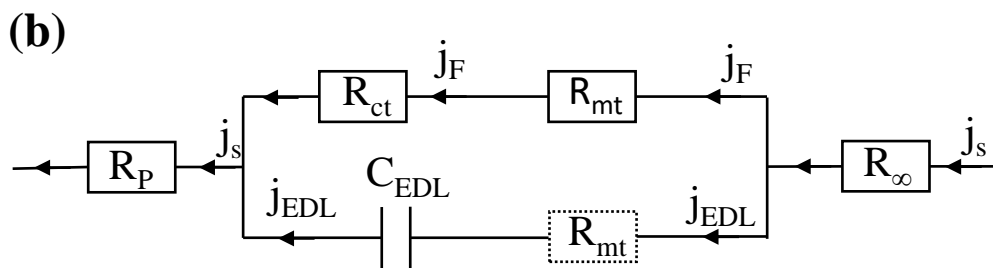 (b)
j_F j_F
R_ct R_mt
R_P j_s R_∞ j_s
C_EDL
j_EDL j_EDL
R_mt